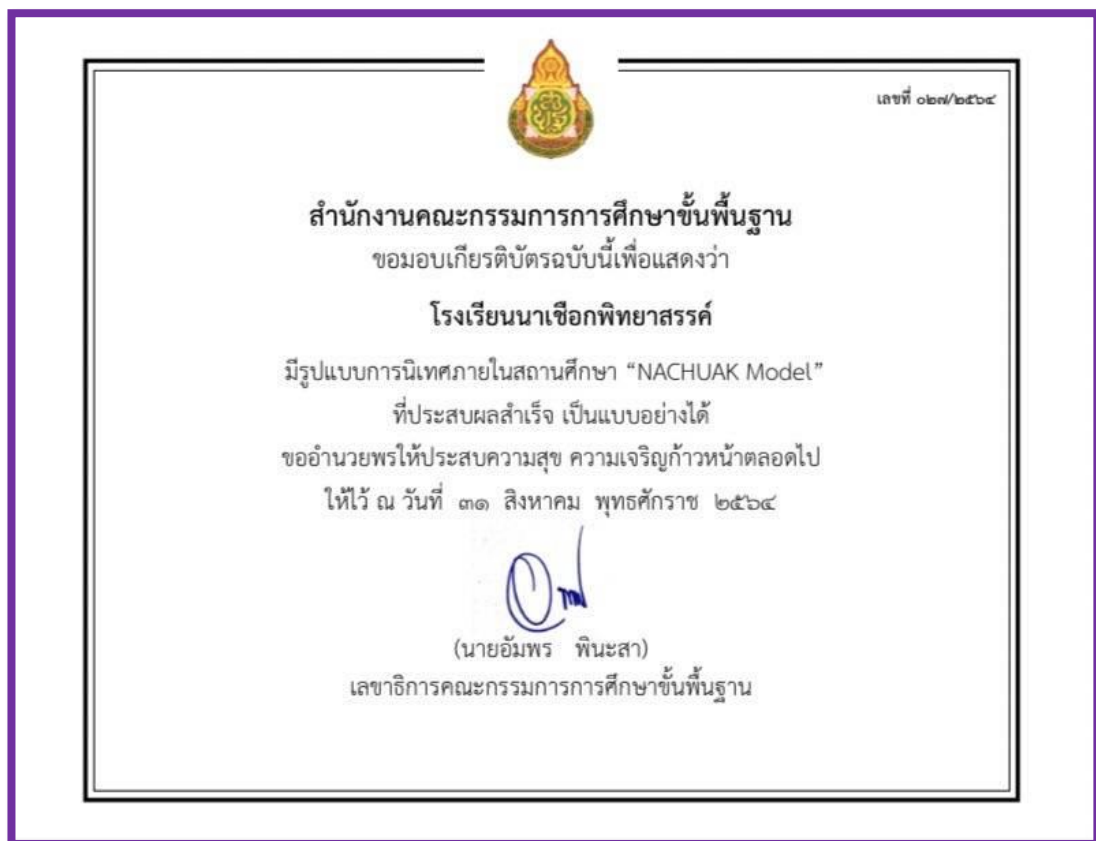 เลขที่ ๐๒๗/๒๕๖๔
สำนักงานคณะกรรมการการศึกษาขั้นพื้นฐาน
ขอมอบเกียรติบัตรฉบับนี้เพื่อแสดงว่า
โรงเรียนนาเชือกพิทยาสรรค์
มีรูปแบบการนิเทศภายในสถานศึกษา “NACHUAK Model”
ที่ประสบผลสำเร็จ เป็นแบบอย่างได้
ขออำนวยพรให้ประสบความสุข ความเจริญก้าวหน้าตลอดไป
ให้ไว้ ณ วันที่ ๓๑ สิงหาคม พุทธศักราช ๒๕๖๔
(นายอัมพร พินะสา)
เลขาธิการคณะกรรมการการศึกษาขั้นพื้นฐาน